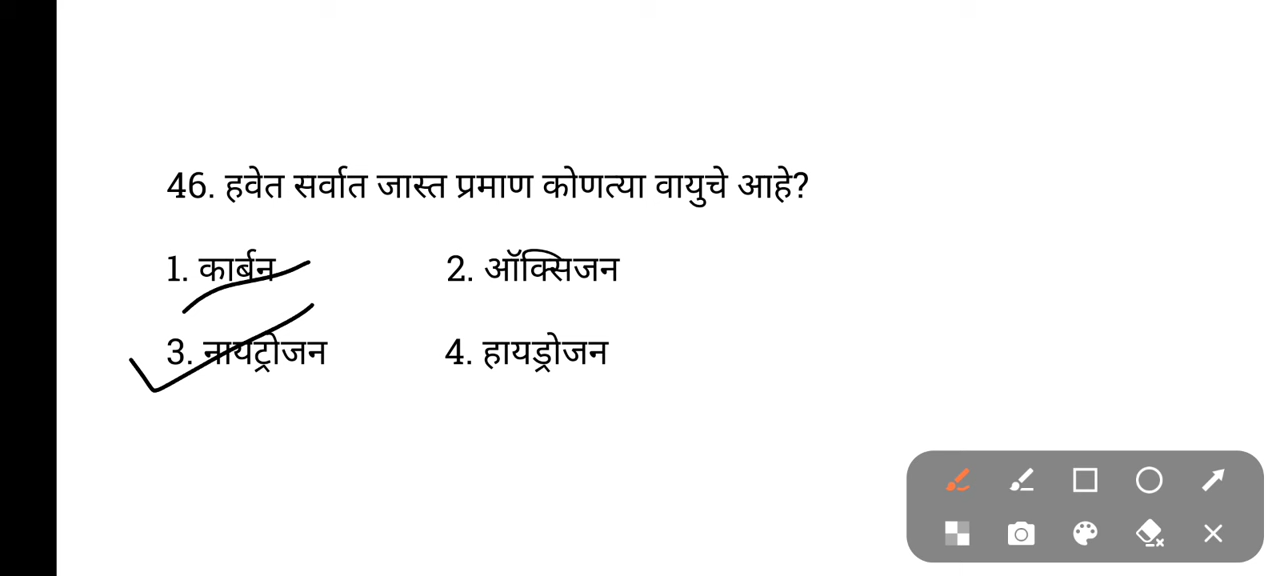 46. हवेत सर्वात जास्त प्रमाण कोणत्या वायुचे आहे?
1. कार्बन 2. ऑक्सिजन
3. नायट्रोजन 4. हायड्रोजन